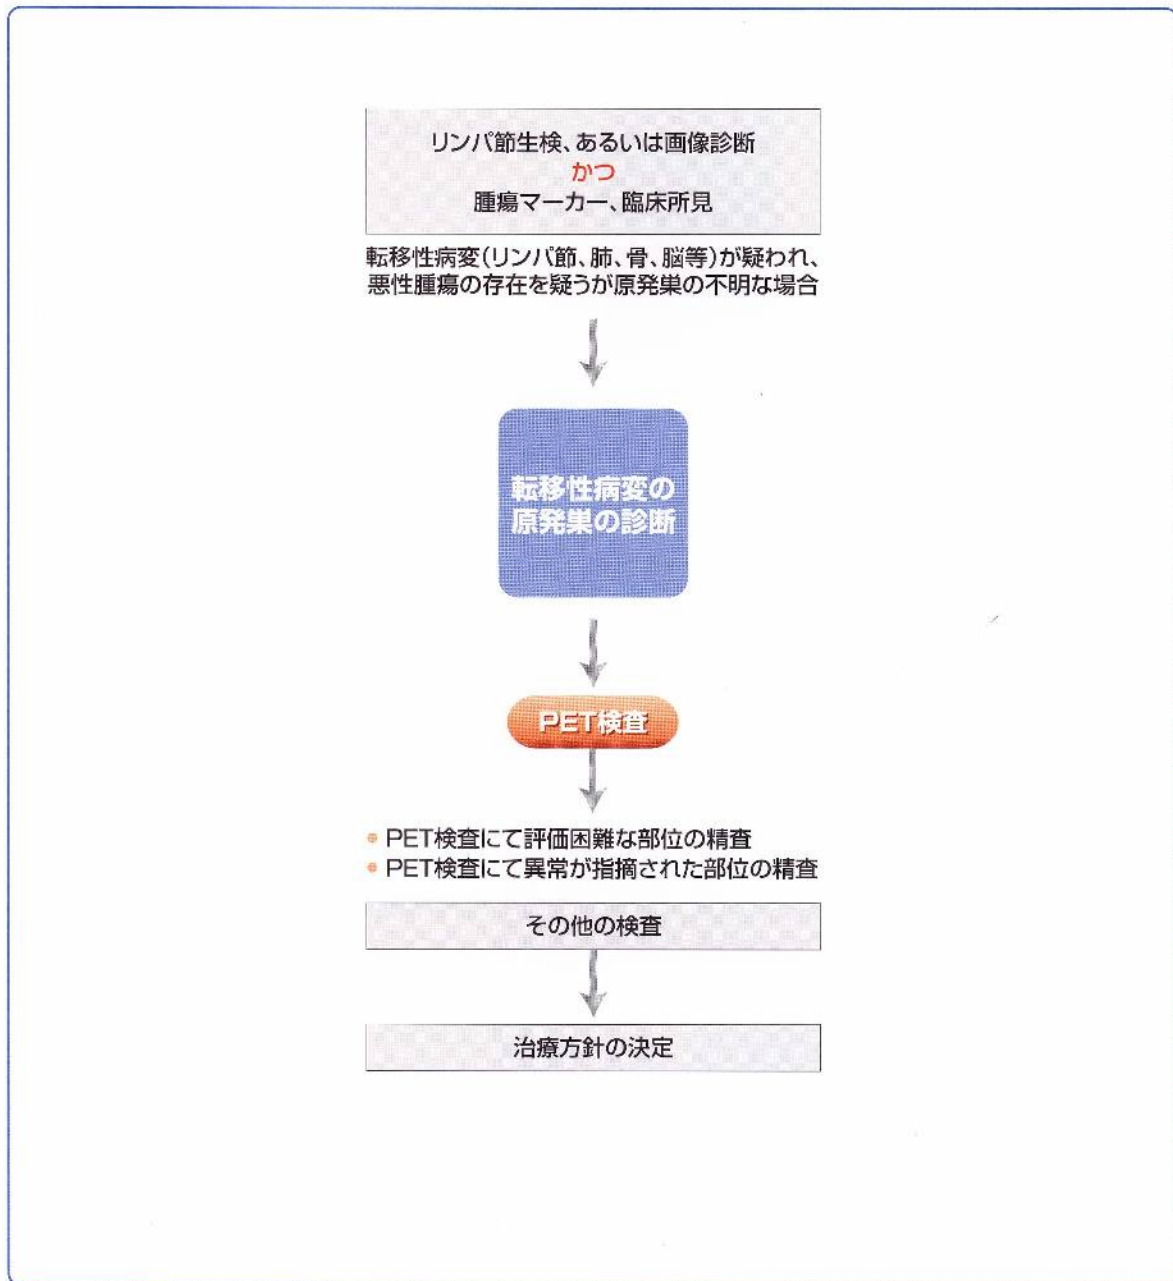 リンパ節生検、あるいは画像診断
かつ
腫瘍マーカー、臨床所見
転移性病変(リンパ節、肺、骨、脳等)が疑われ、
悪性腫瘍の存在を疑うが原発巣の不明な場合
転移性病変の
原発巣の診断
PET検査
• PET検査にて評価困難な部位の精査
• PET検査にて異常が指摘された部位の精査
その他の検査
治療方針の決定